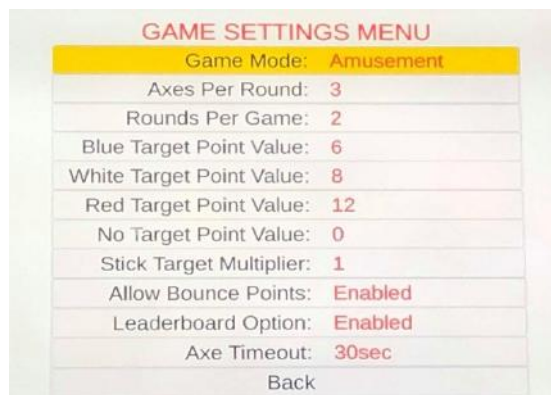 GAME SETTINGS MENU
Game Mode: Amusement
Axes Per Round: 3
Rounds Per Game: 2
Blue Target Point Value: 6
White Target Point Value: 8
Red Target Point Value: 12
No Target Point Value: 0
Stick Target Multiplier: 1
Allow Bounce Points: Enabled
Leaderboard Option: Enabled
Axe Timeout: 30sec
Back